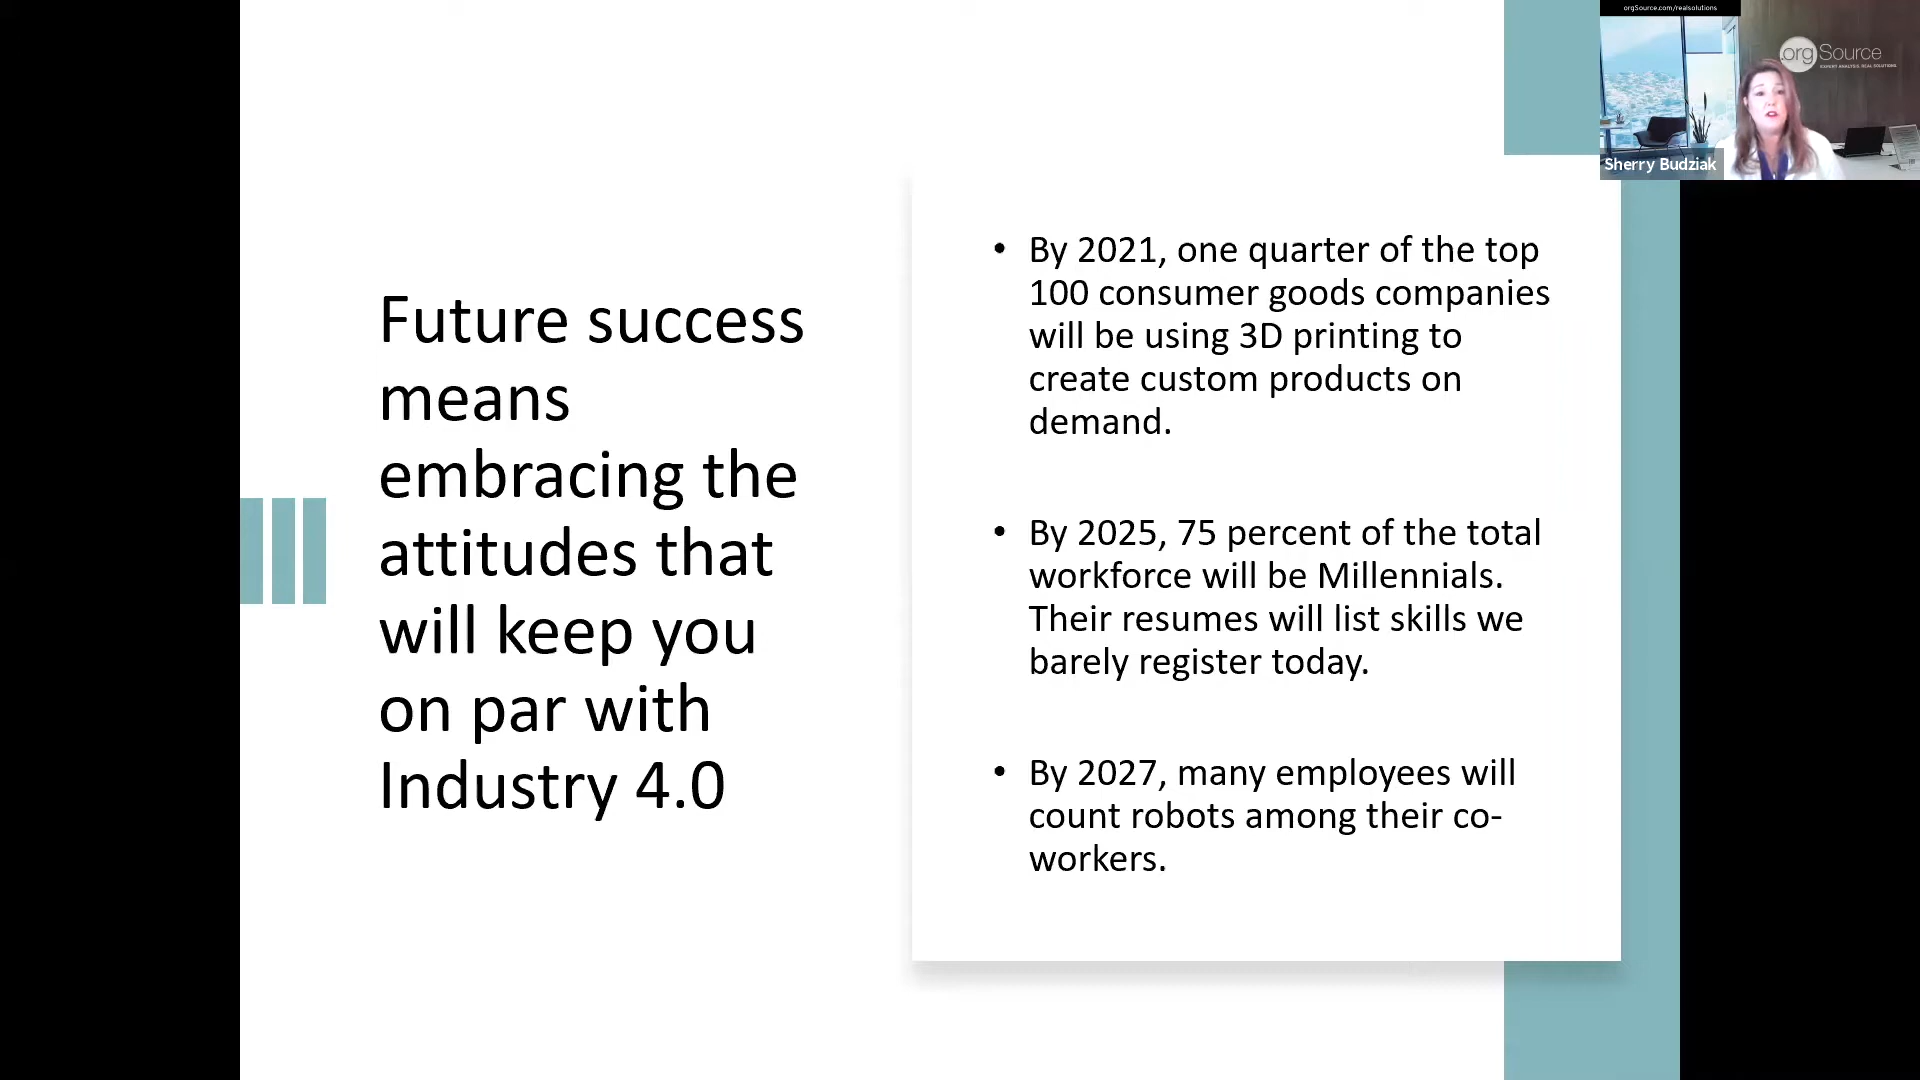 orgSource.com/realsolutions
.org Source
EXPERT ANALYSIS. REAL SOLUTIONS
Sherry Budziak
Future success
means
embracing the
attitudes that
will keep you
on par with
Industry 4.0
• By 2021, one quarter of the top
100 consumer goods companies
will be using 3D printing to
create custom products on
demand.
• By 2025, 75 percent of the total
workforce will be Millennials.
Their resumes will list skills we
barely register today.
• By 2027, many employees will
count robots among their co-
workers.